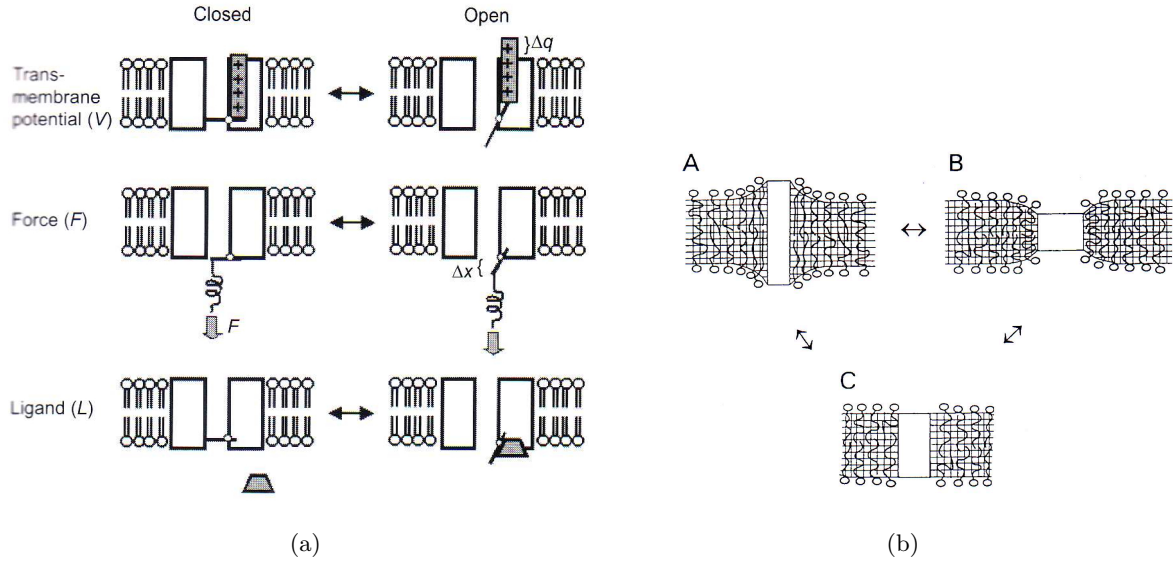 Closed Open
+ + + +
+ + + +
}Δq
Trans-
membrane
potential (V)
Force (F)
Δx {
F
Ligand (L)
(a)
A B
C
(b)